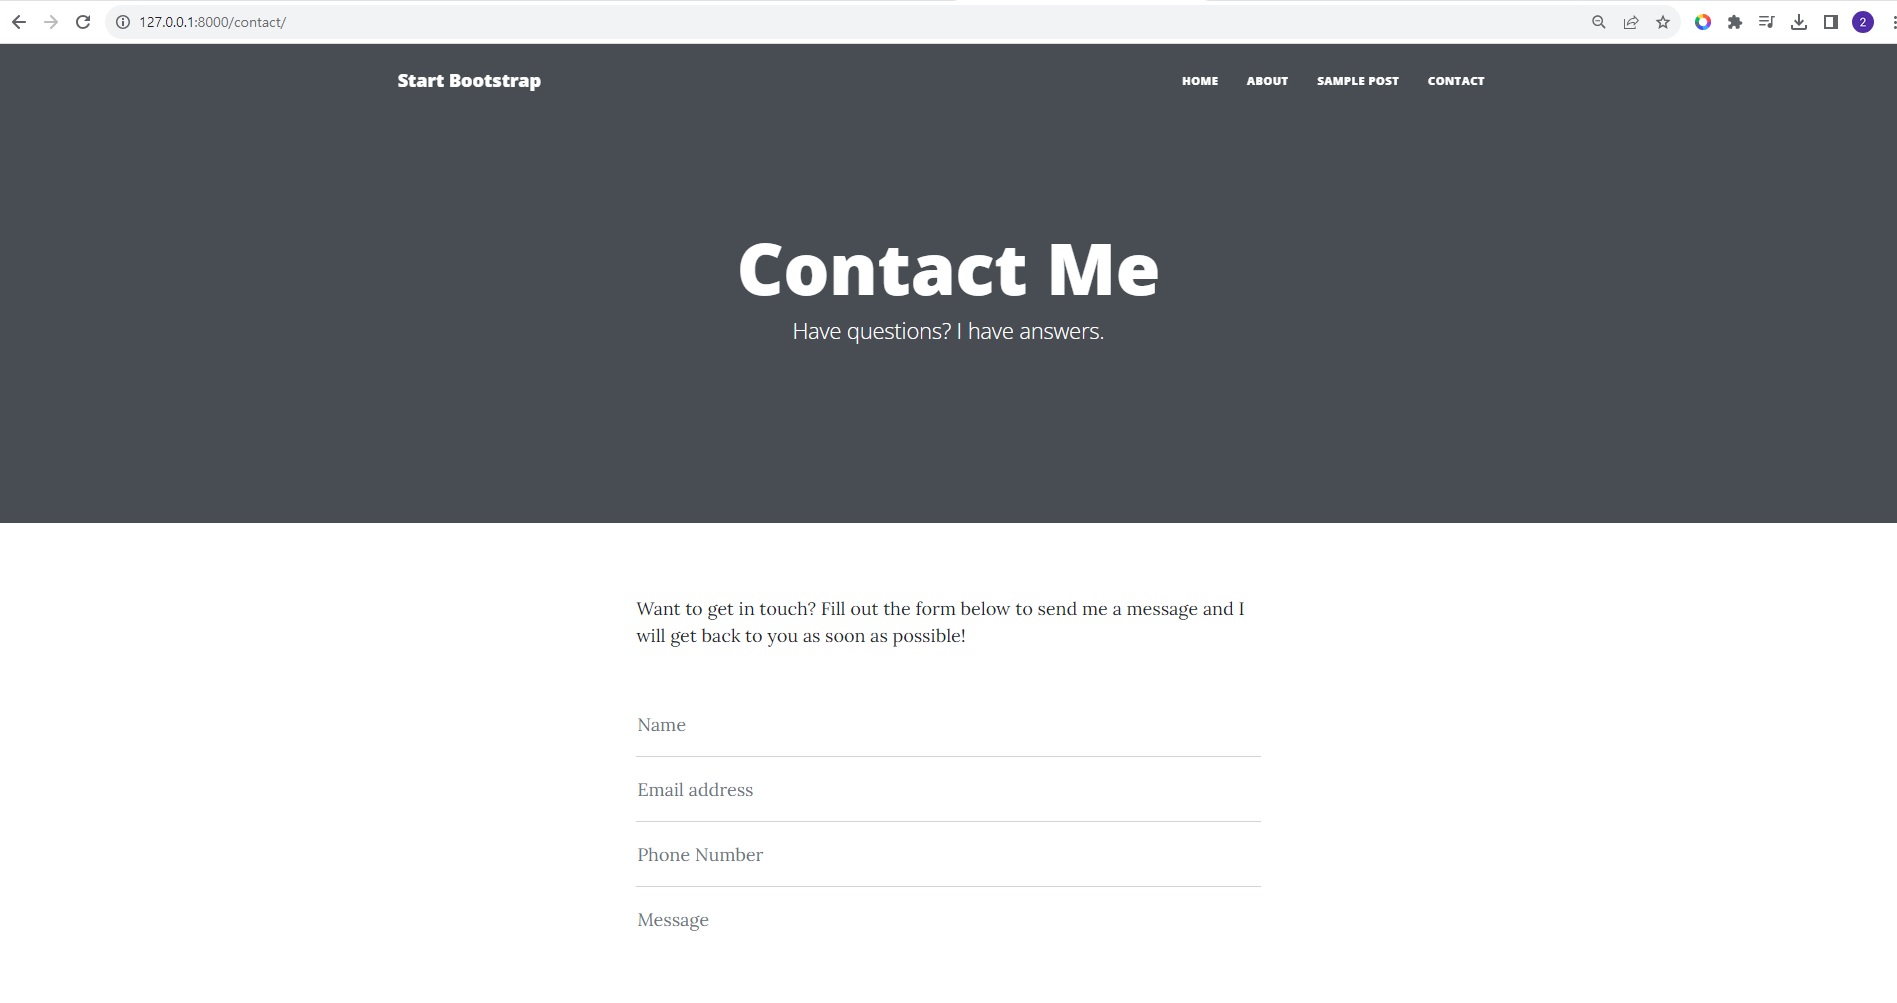 127.0.0.1:8000/contact/
2
Start Bootstrap
HOME ABOUT SAMPLE POST CONTACT
Contact Me
Have questions? I have answers.
Want to get in touch? Fill out the form below to send me a message and I
will get back to you as soon as possible!
Name
Email address
Phone Number
Message